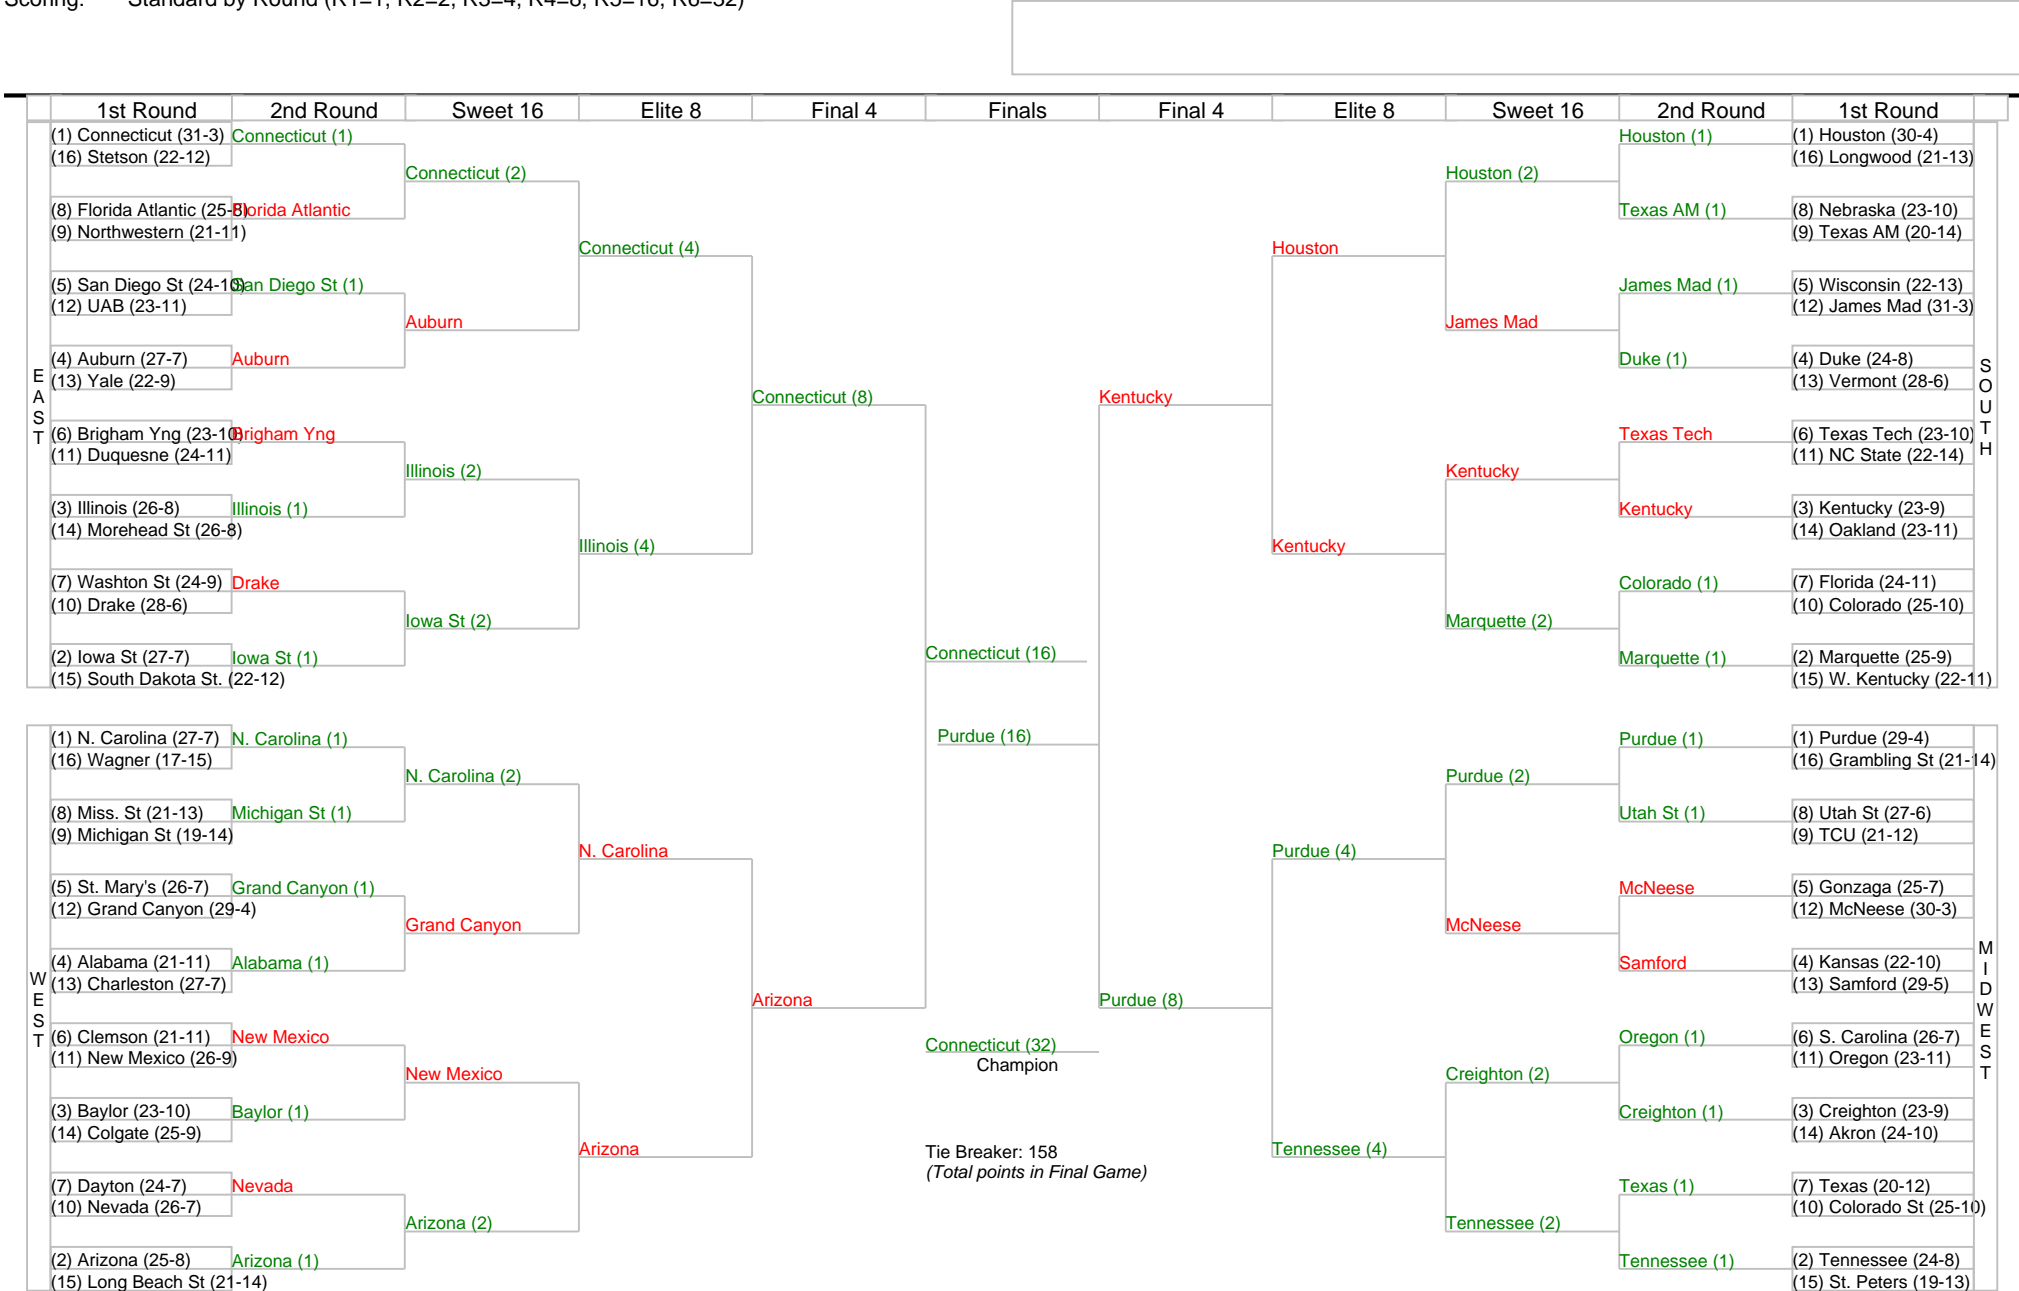 Scoring: Standard by Round (R1=1, R2=2, R3=4, R4=8, R5=16, R6=32)
1st Round 2nd Round Sweet 16 Elite 8 Final 4 Finals Final 4 Elite 8 Sweet 16 2nd Round 1st Round
EAST
(1) Connecticut (31-3)
(16) Stetson (22-12)
(8) Florida Atlantic (25-8)
(9) Northwestern (21-11)
(5) San Diego St (24-10)
(12) UAB (23-11)
(4) Auburn (27-7)
(13) Yale (22-9)
(6) Brigham Yng (23-10)
(11) Duquesne (24-11)
(3) Illinois (26-8)
(14) Morehead St (26-8)
(7) Washton St (24-9)
(10) Drake (28-6)
(2) Iowa St (27-7)
(15) South Dakota St. (22-12)
Connecticut (1)
Florida Atlantic
San Diego St (1)
Auburn
Brigham Yng
Illinois (1)
Drake
Iowa St (1)
Connecticut (2)
Auburn
Illinois (2)
Iowa St (2)
Connecticut (4)
Illinois (4)
Connecticut (8)
WEST
(1) N. Carolina (27-7)
(16) Wagner (17-15)
(8) Miss. St (21-13)
(9) Michigan St (19-14)
(5) St. Mary's (26-7)
(12) Grand Canyon (29-4)
(4) Alabama (21-11)
(13) Charleston (27-7)
(6) Clemson (21-11)
(11) New Mexico (26-9)
(3) Baylor (23-10)
(14) Colgate (25-9)
(7) Dayton (24-7)
(10) Nevada (26-7)
(2) Arizona (25-8)
(15) Long Beach St (21-14)
N. Carolina (1)
Michigan St (1)
Grand Canyon (1)
Alabama (1)
New Mexico
Baylor (1)
Nevada
Arizona (1)
N. Carolina (2)
Grand Canyon
New Mexico
Arizona (2)
N. Carolina
Arizona
Arizona
Connecticut (16)
Purdue (16)
Connecticut (32)
Champion
Tie Breaker: 158
(Total points in Final Game)
Kentucky
Houston
Kentucky
Houston (2)
James Mad
Kentucky
Marquette (2)
Houston (1)
Texas AM (1)
James Mad (1)
Duke (1)
Texas Tech
Kentucky
Colorado (1)
Marquette (1)
(1) Houston (30-4)
(16) Longwood (21-13)
(8) Nebraska (23-10)
(9) Texas AM (20-14)
(5) Wisconsin (22-13)
(12) James Mad (31-3)
(4) Duke (24-8)
(13) Vermont (28-6)
(6) Texas Tech (23-10)
(11) NC State (22-14)
(3) Kentucky (23-9)
(14) Oakland (23-11)
(7) Florida (24-11)
(10) Colorado (25-10)
(2) Marquette (25-9)
(15) W. Kentucky (22-11)
SOUTH
Purdue (8)
Purdue (4)
Tennessee (4)
Purdue (2)
McNeese
Creighton (2)
Tennessee (2)
Purdue (1)
Utah St (1)
McNeese
Samford
Oregon (1)
Creighton (1)
Texas (1)
Tennessee (1)
(1) Purdue (29-4)
(16) Grambling St (21-14)
(8) Utah St (27-6)
(9) TCU (21-12)
(5) Gonzaga (25-7)
(12) McNeese (30-3)
(4) Kansas (22-10)
(13) Samford (29-5)
(6) S. Carolina (26-7)
(11) Oregon (23-11)
(3) Creighton (23-9)
(14) Akron (24-10)
(7) Texas (20-12)
(10) Colorado St (25-10)
(2) Tennessee (24-8)
(15) St. Peters (19-13)
MIDWEST